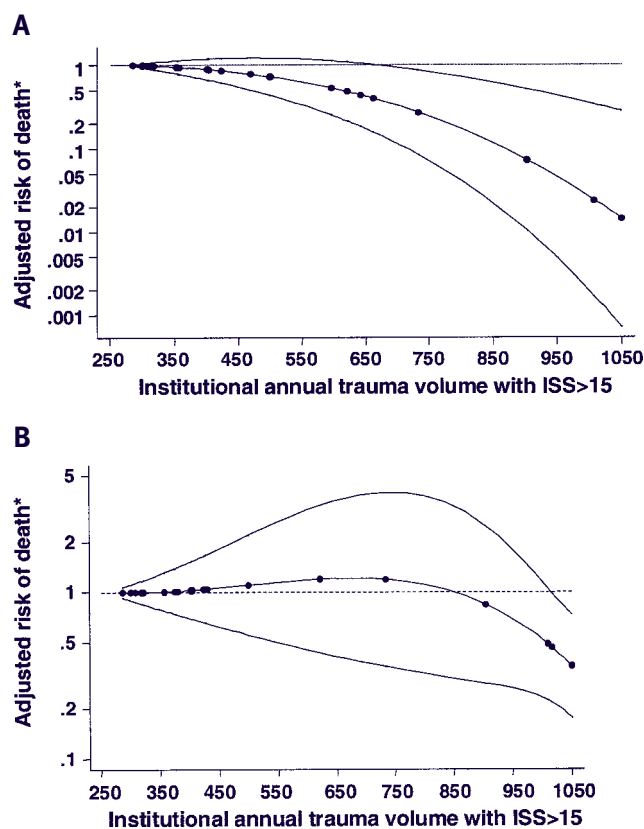 A
Adjusted risk of death*
1
.5
.2
.1
.05
.02
.01
.005
.002
.001
250 350 450 550 650 750 850 950 1050
Institutional annual trauma volume with ISS>15
B
Adjusted risk of death*
5
2
1
.5
.2
.1
250 350 450 550 650 750 850 950 1050
Institutional annual trauma volume with ISS>15